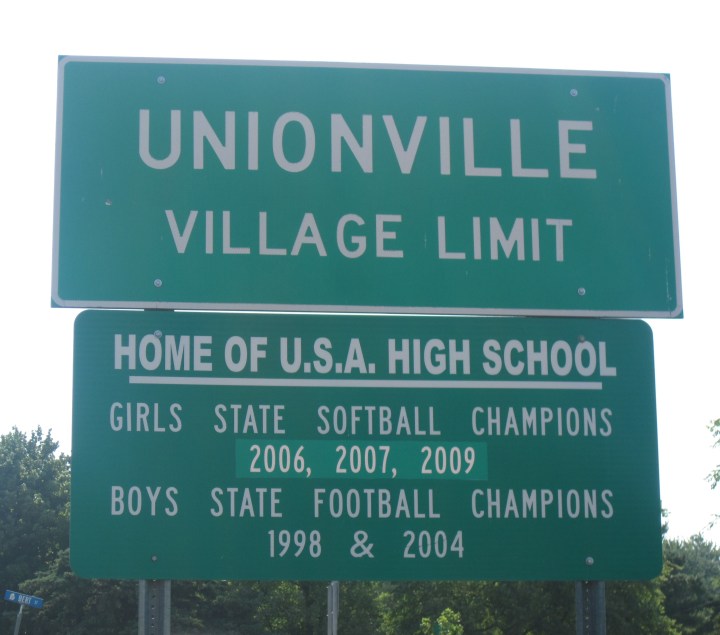 UNIONVILLE
VILLAGE LIMIT
HOME OF U.S.A. HIGH SCHOOL
GIRLS STATE SOFTBALL CHAMPIONS
2006, 2007, 2009
BOYS STATE FOOTBALL CHAMPIONS
1998 & 2004